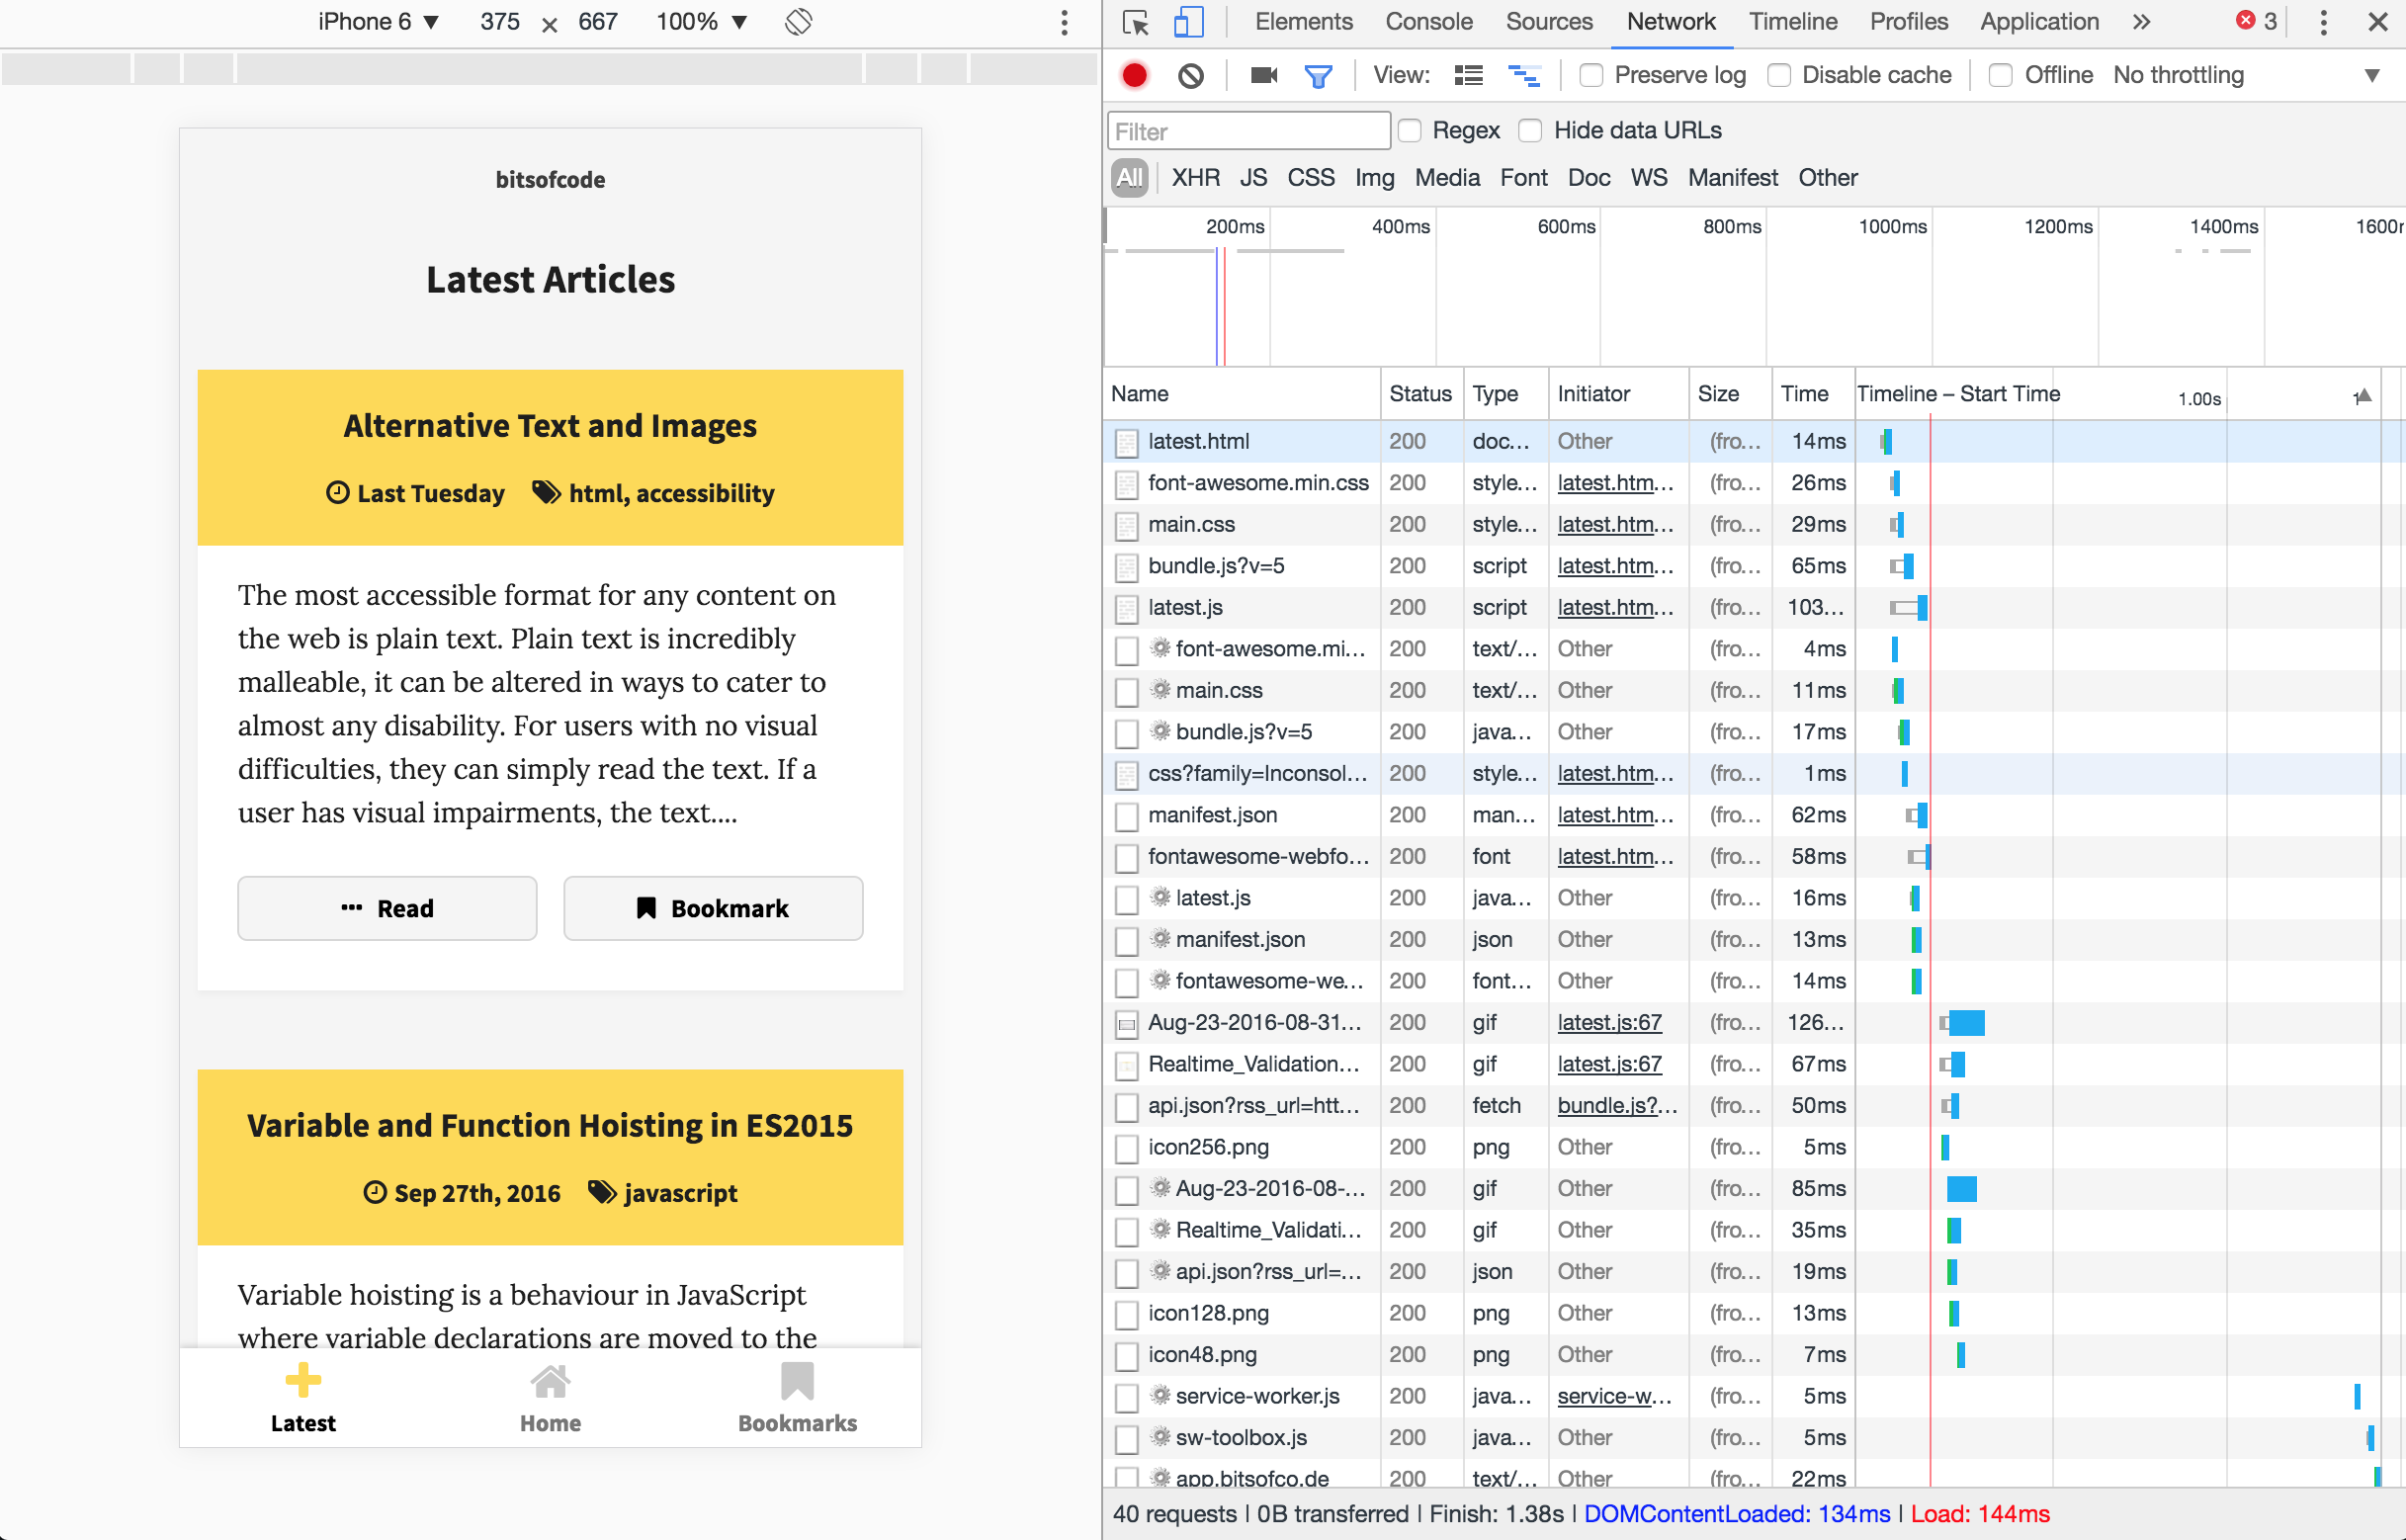 iPhone 6 ▼ 375 × 667 100% ▼
bitsofcode
Latest Articles
Alternative Text and Images
Last Tuesday html, accessibility
The most accessible format for any content on
the web is plain text. Plain text is incredibly
malleable, it can be altered in ways to cater to
almost any disability. For users with no visual
difficulties, they can simply read the text. If a
user has visual impairments, the text....
Read Bookmark
Variable and Function Hoisting in ES2015
Sep 27th, 2016 javascript
Variable hoisting is a behaviour in JavaScript
where variable declarations are moved to the
Latest Home Bookmarks
Elements Console Sources Network Timeline Profiles Application » 3
View: Preserve log Disable cache Offline No throttling ▼
Filter Regex Hide data URLs
All XHR JS CSS Img Media Font Doc WS Manifest Other
200ms 400ms 600ms 800ms 1000ms 1200ms 1400ms 1600r
Name Status Type Initiator Size Time Timeline – Start Time 1.00s
latest.html 200 doc... Other (fro... 14ms
font-awesome.min.css 200 style... latest.htm... (fro... 26ms
main.css 200 style... latest.htm... (fro... 29ms
bundle.js?v=5 200 script latest.htm... (fro... 65ms
latest.js 200 script latest.htm... (fro... 103...
font-awesome.mi... 200 text/... Other (fro... 4ms
main.css 200 text/... Other (fro... 11ms
bundle.js?v=5 200 java... Other (fro... 17ms
css?family=Inconsol... 200 style... latest.htm... (fro... 1ms
manifest.json 200 man... latest.htm... (fro... 62ms
fontawesome-webfo... 200 font latest.htm... (fro... 58ms
latest.js 200 java... Other (fro... 16ms
manifest.json 200 json Other (fro... 13ms
fontawesome-we... 200 font... Other (fro... 14ms
Aug-23-2016-08-31... 200 gif latest.js:67 (fro... 126...
Realtime_Validation... 200 gif latest.js:67 (fro... 67ms
api.json?rss_url=htt... 200 fetch bundle.js?... (fro... 50ms
icon256.png 200 png Other (fro... 5ms
Aug-23-2016-08-... 200 gif Other (fro... 85ms
Realtime_Validati... 200 gif Other (fro... 35ms
api.json?rss_url=... 200 json Other (fro... 19ms
icon128.png 200 png Other (fro... 13ms
icon48.png 200 png Other (fro... 7ms
service-worker.js 200 java... service-w... (fro... 5ms
sw-toolbox.js 200 java... Other (fro... 5ms
app.bitsofco.de 200 text/... Other (fro... 22ms
40 requests | 0B transferred | Finish: 1.38s | DOMContentLoaded: 134ms | Load: 144ms